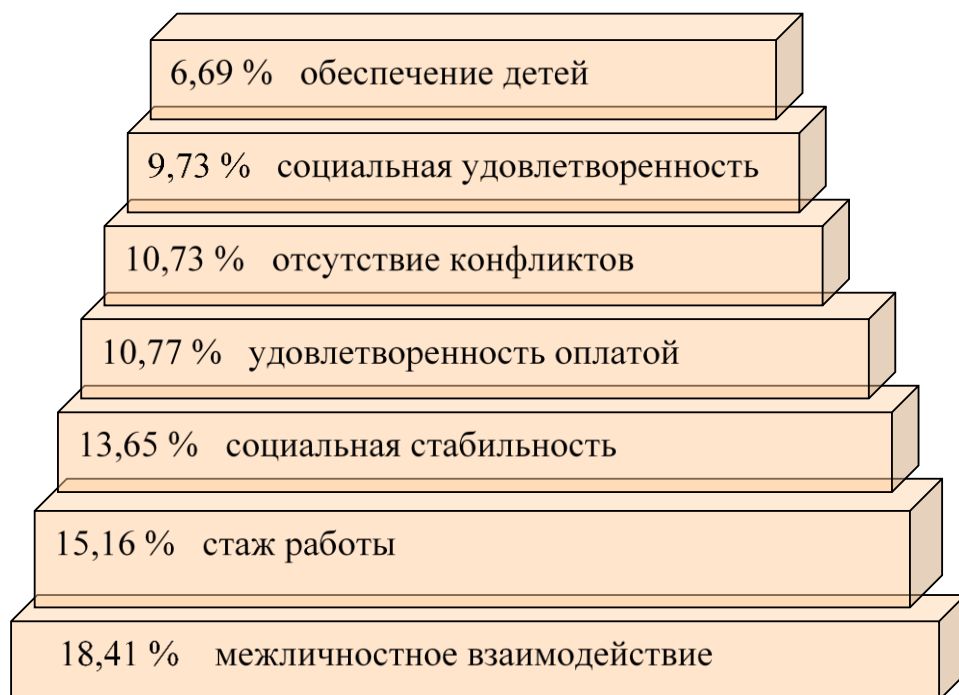 6,69 % обеспечение детей
9,73 % социальная удовлетворенность
10,73 % отсутствие конфликтов
10,77 % удовлетворенность оплатой
13,65 % социальная стабильность
15,16 % стаж работы
18,41 % межличностное взаимодействие